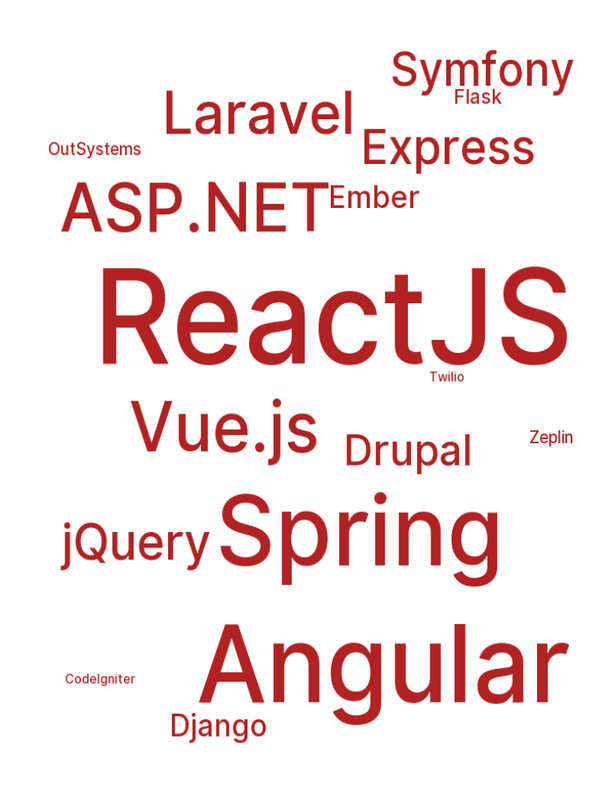 Symfony
Flask
Laravel
Express
OutSystems
ASP.NET
Ember
ReactJS
Twilio
Vue.js
Drupal
Zeplin
jQuery
Spring
Angular
CodeIgniter
Django